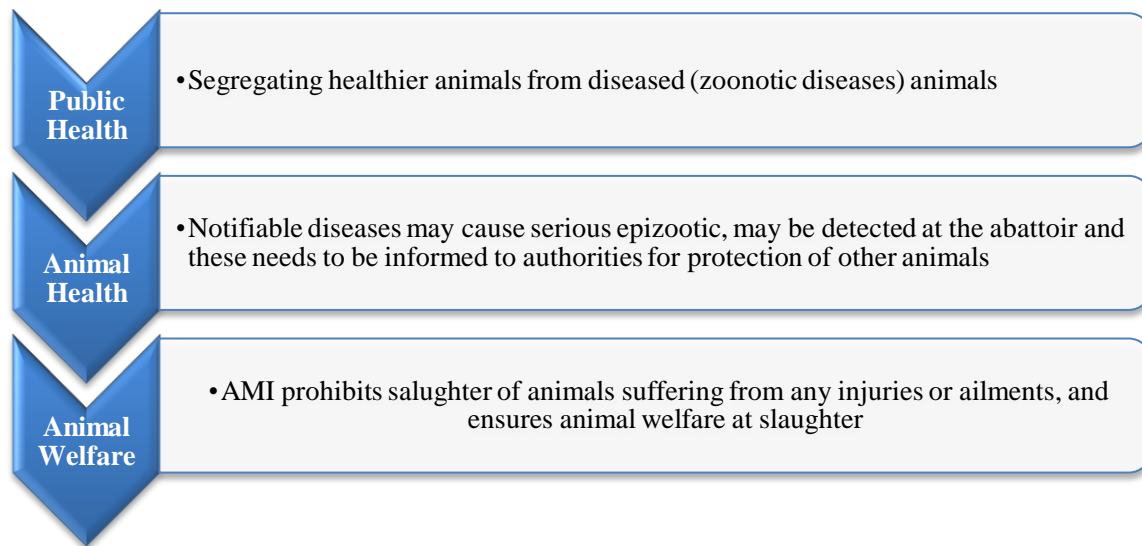 Public
Health
•Segregating healthier animals from diseased (zoonotic diseases) animals
Animal
Health
•Notifiable diseases may cause serious epizootic, may be detected at the abattoir and
these needs to be informed to authorities for protection of other animals
Animal
Welfare
•AMI prohibits salughter of animals suffering from any injuries or ailments, and
ensures animal welfare at slaughter